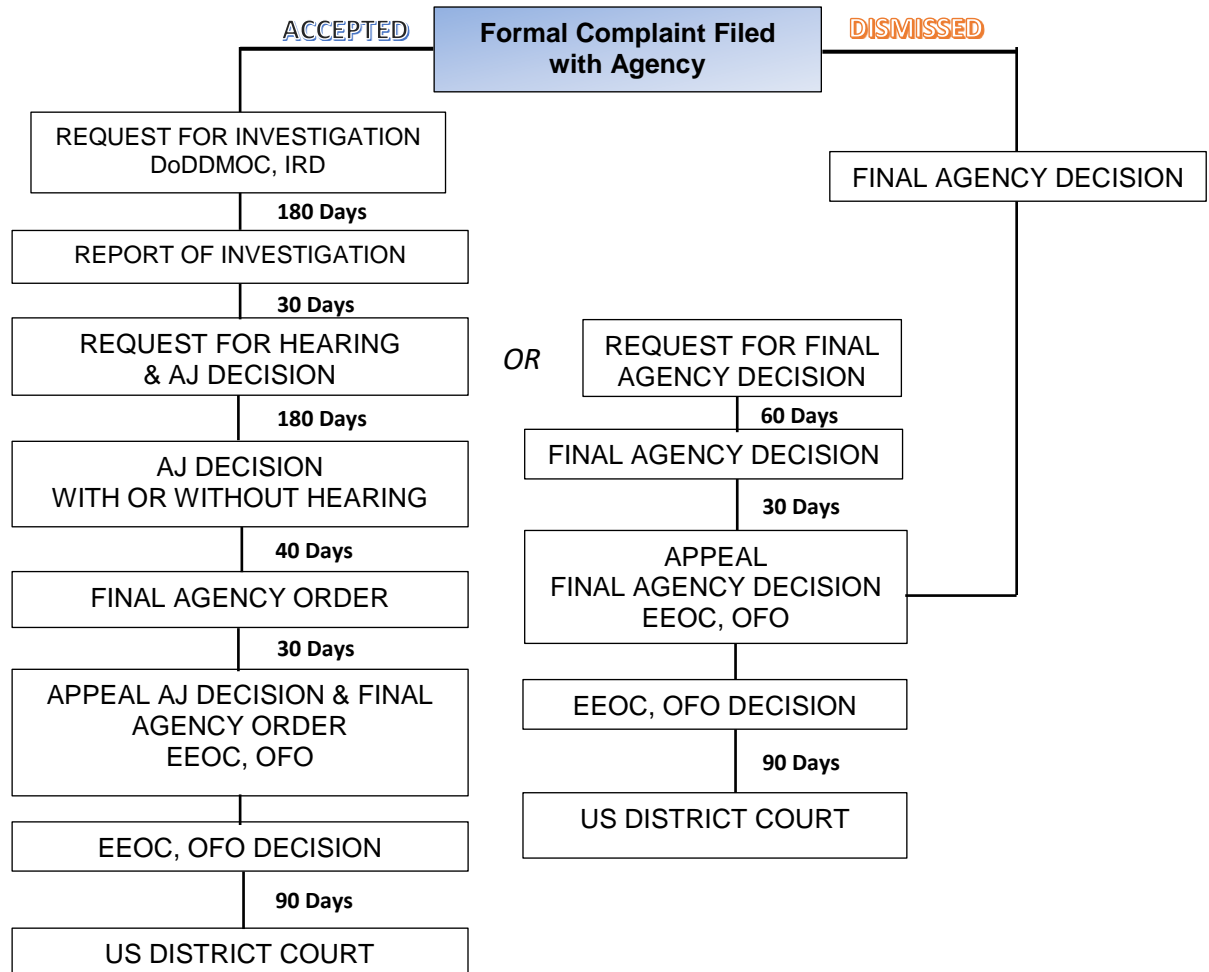 ACCEPTED
Formal Complaint Filed
with Agency
DISMISSED
REQUEST FOR INVESTIGATION
DoDDMOC, IRD
180 Days
REPORT OF INVESTIGATION
30 Days
REQUEST FOR HEARING
& AJ DECISION
180 Days
AJ DECISION
WITH OR WITHOUT HEARING
40 Days
FINAL AGENCY ORDER
30 Days
APPEAL AJ DECISION & FINAL
AGENCY ORDER
EEOC, OFO
EEOC, OFO DECISION
90 Days
US DISTRICT COURT
OR
REQUEST FOR FINAL
AGENCY DECISION
60 Days
FINAL AGENCY DECISION
30 Days
APPEAL
FINAL AGENCY DECISION
EEOC, OFO
EEOC, OFO DECISION
90 Days
US DISTRICT COURT
FINAL AGENCY DECISION